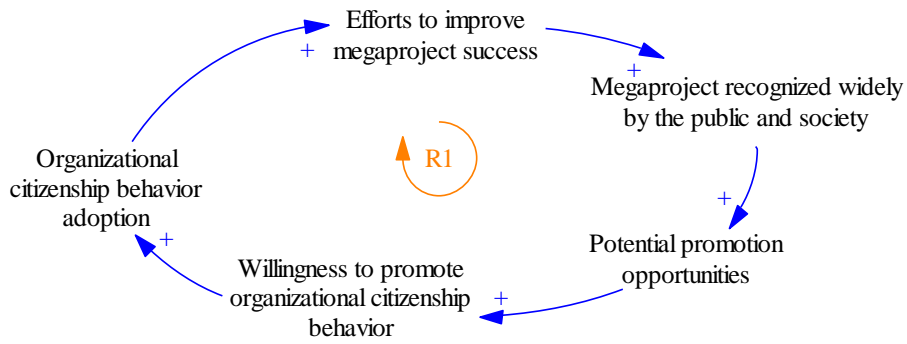 Efforts to improve
megaproject success
+
+
Megaproject recognized widely
by the public and society
R1
Organizational
citizenship behavior
adoption
+
Potential promotion
opportunities
+
Willingness to promote
organizational citizenship
behavior
+